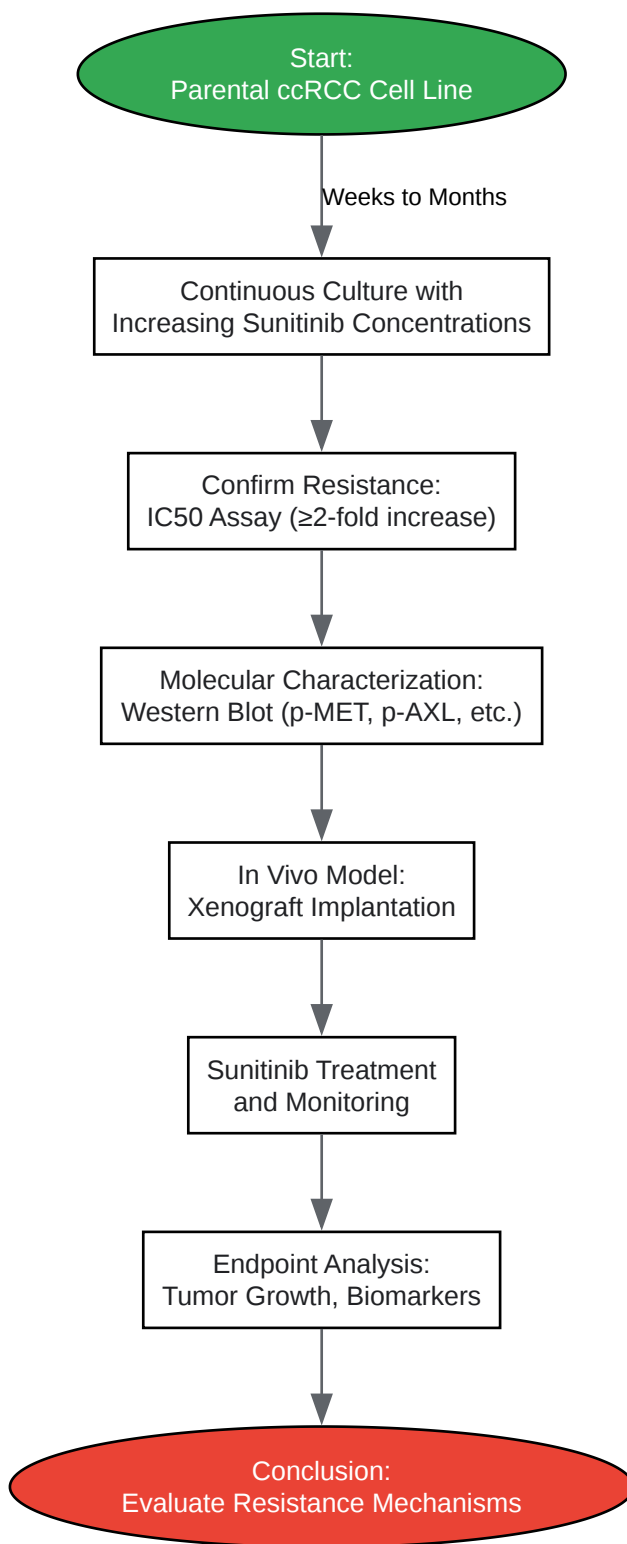 Start:
Parental ccRCC Cell Line
Weeks to Months
Continuous Culture with
Increasing Sunitinib Concentrations
Confirm Resistance:
IC50 Assay (≥2-fold increase)
Molecular Characterization:
Western Blot (p-MET, p-AXL, etc.)
In Vivo Model:
Xenograft Implantation
Sunitinib Treatment
and Monitoring
Endpoint Analysis:
Tumor Growth, Biomarkers
Conclusion:
Evaluate Resistance Mechanisms